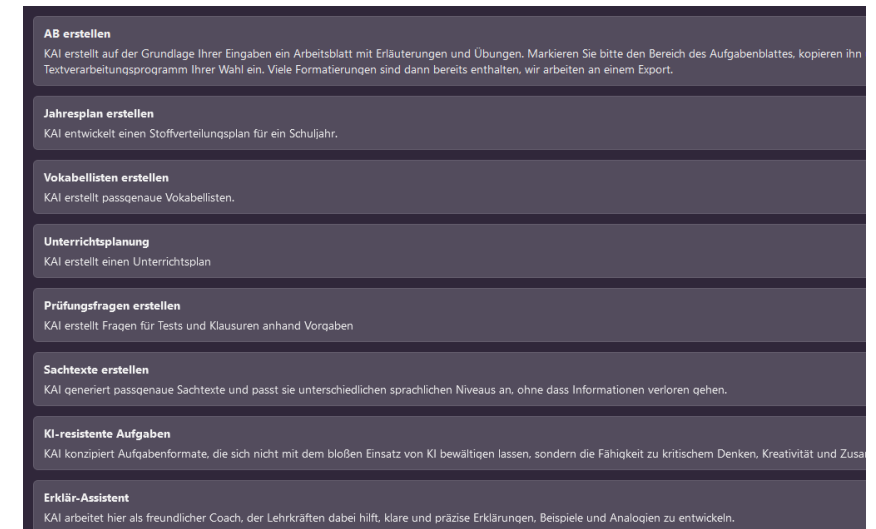 AB erstellen
KAI erstellt auf der Grundlage Ihrer Eingaben ein Arbeitsblatt mit Erläuterungen und Übungen. Markieren Sie bitte den Bereich des Aufgabenblattes, kopieren ihn
Textverarbeitungsprogramm Ihrer Wahl ein. Viele Formatierungen sind dann bereits enthalten, wir arbeiten an einem Export.
Jahresplan erstellen
KAI entwickelt einen Stoffverteilungsplan für ein Schuljahr.
Vokabellisten erstellen
KAI erstellt passgenaue Vokabellisten.
Unterrichtsplanung
KAI erstellt einen Unterrichtsplan
Prüfungsfragen erstellen
KAI erstellt Fragen für Tests und Klausuren anhand Vorgaben
Sachtexte erstellen
KAI generiert passgenaue Sachtexte und passt sie unterschiedlichen sprachlichen Niveaus an, ohne dass Informationen verloren gehen.
KI-resistente Aufgaben
KAI konzipiert Aufgabenformate, die sich nicht mit dem bloßen Einsatz von KI bewältigen lassen, sondern die Fähigkeit zu kritischem Denken, Kreativität und
Erklär-Assistent
KAI arbeitet hier als freundlicher Coach, der Lehrkräften dabei hilft, klare und präzise Erklärungen, Beispiele und Analogien zu entwickeln.